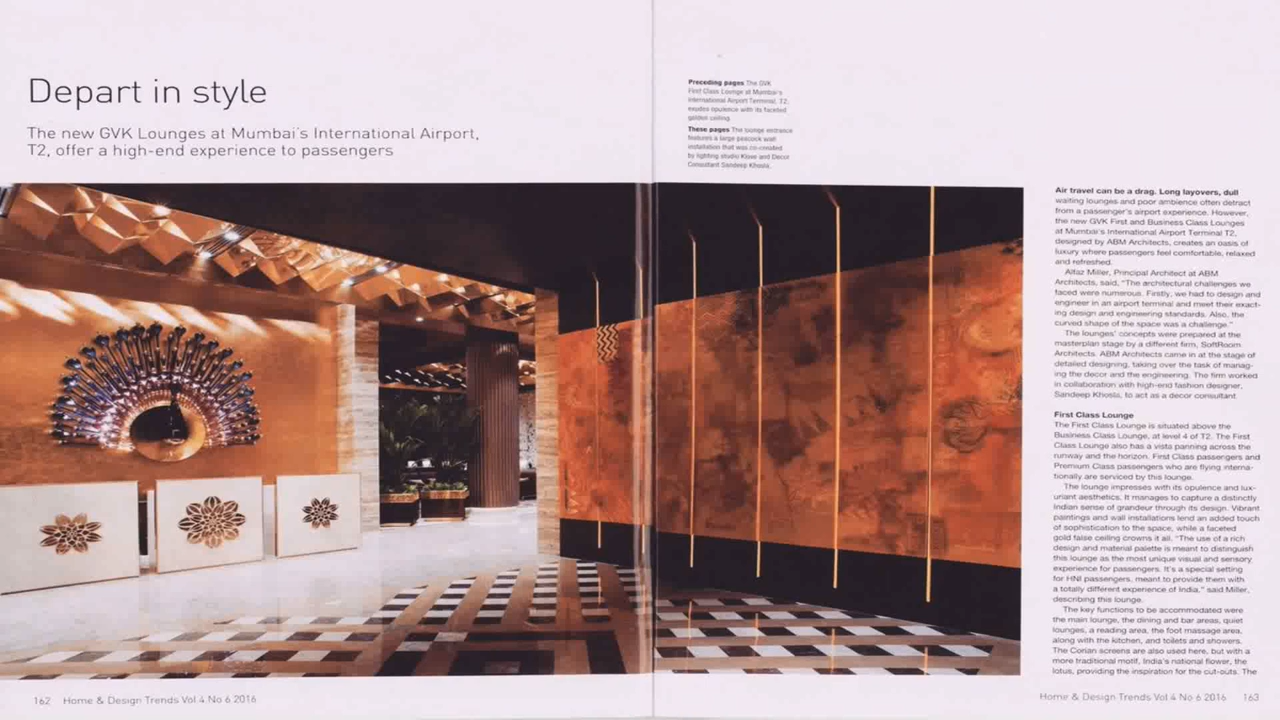 Depart in style
The new GVK Lounges at Mumbai's International Airport,
T2, offer a high-end experience to passengers
Preceding pages The GVK
First Class Lounge at Mumbai's
International Airport Terminal, T2,
exudes opulence with its faceted
golden ceiling.
These pages The lounge entrance
features a large peacock wall
installation that was co-created
by lighting studio Klove and Decor
Consultant Sandeep Khosla.
Air travel can be a drag. Long layovers, dull
waiting lounges and poor ambience often detract
from a passenger's airport experience. However,
the new GVK First and Business Class Lounges
at Mumbai's International Airport Terminal T2,
designed by ABM Architects, creates an oasis of
luxury where passengers feel comfortable, relaxed
and refreshed.
Alfaz Miller, Principal Architect at ABM
Architects, said, "The architectural challenges we
faced were numerous. Firstly, we had to design and
engineer in an airport terminal and meet their exact-
ing design and engineering standards. Also, the
curved shape of the space was a challenge."
The lounges' concepts were prepared at the
masterplan stage by a different firm, SoftRoom
Architects. ABM Architects came in at the stage of
detailed designing, taking over the task of manag-
ing the decor and the engineering. The firm worked
in collaboration with high-end fashion designer,
Sandeep Khosla, to act as a decor consultant.
First Class Lounge
The First Class Lounge is situated above the
Business Class Lounge, at level 4 of T2. The First
Class Lounge also has a vista panning across the
runway and the horizon. First Class passengers and
Premium Class passengers who are flying interna-
tionally are serviced by this lounge.
The lounge impresses with its opulence and lux-
uriant aesthetics. It manages to capture a distinctly
Indian sense of grandeur through its design. Vibrant
paintings and wall installations lend an added touch
of sophistication to the space, while a faceted
gold false ceiling crowns it all. "The use of a rich
design and material palette is meant to distinguish
this lounge as the most unique visual and sensory
experience for passengers. It's a special setting
for HNI passengers, meant to provide them with
a totally different experience of India," said Miller,
describing this lounge.
The key functions to be accommodated were
the main lounge, the dining and bar areas, quiet
lounges, a reading area, the foot massage area,
along with the kitchen, and toilets and showers.
The Corian screens are also used here, but with a
more traditional motif, India's national flower, the
lotus, providing the inspiration for the cut-outs. The
162 Home & Design Trends Vol 4 No 6 2016
Home & Design Trends Vol 4 No 6 2016 163